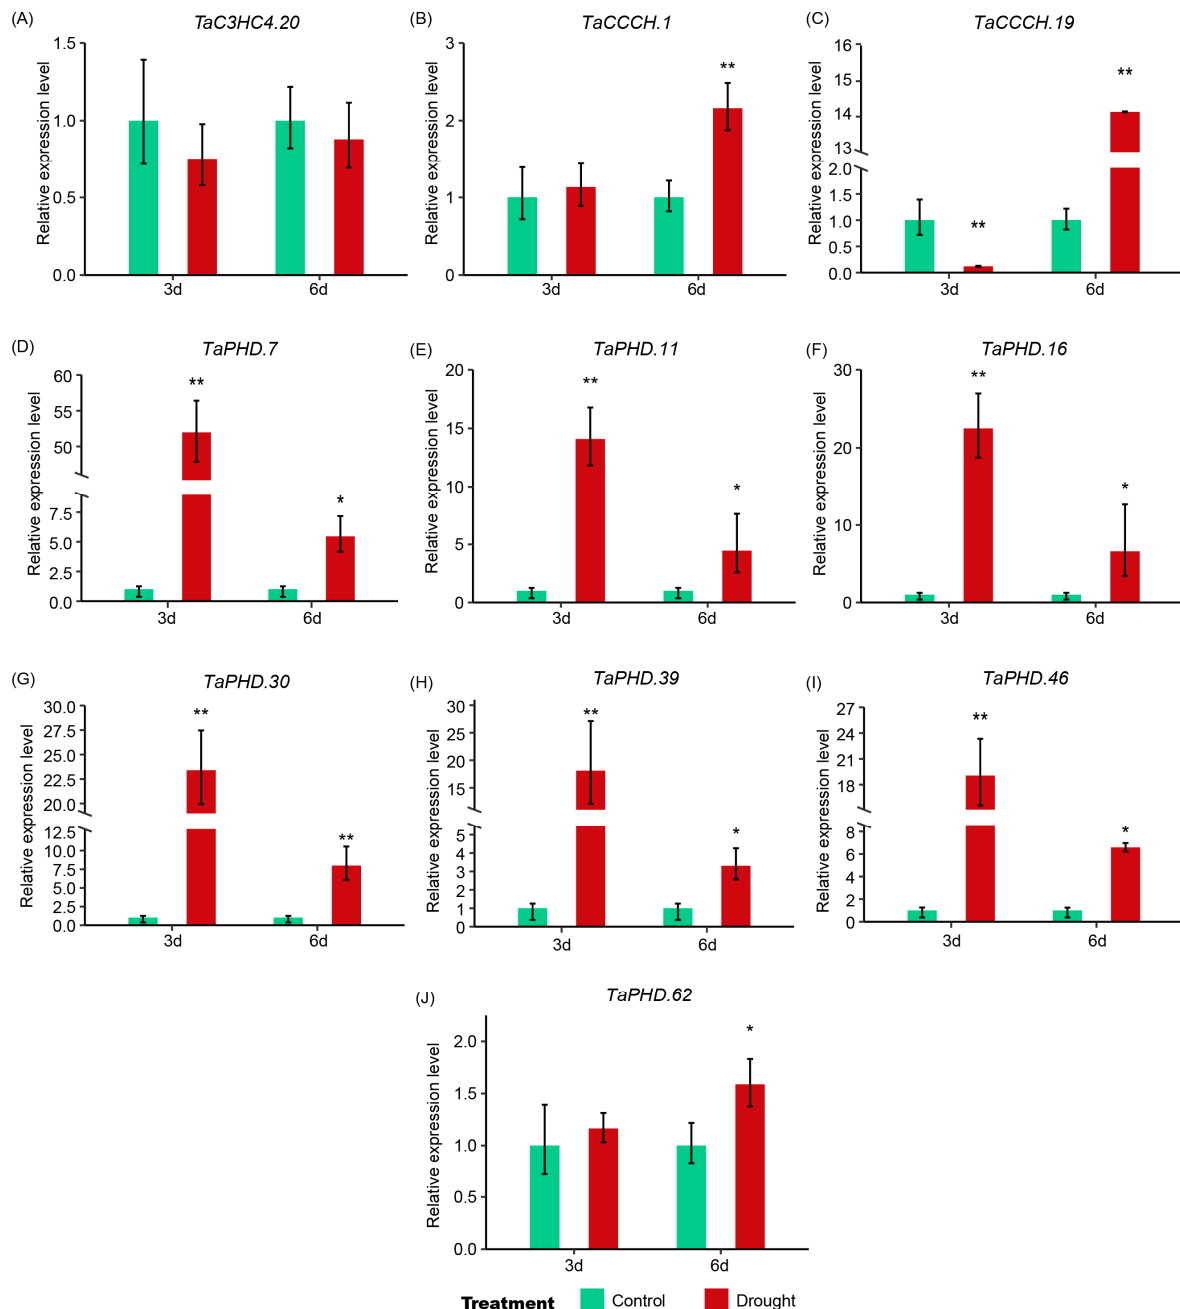 (A) TaC3HC4.20
Relative expression level
1.5
1.0
0.5
0.0
3d 6d
(B) TaCCCH.1
Relative expression level
3
2
1
0
**
3d 6d
(C) TaCCCH.19
Relative expression level
16
15
14
13
2.0
1.5
1.0
0.5
0.0
**
**
3d 6d
(D) TaPHD.7
Relative expression level
60
55
50
7.5
5.0
2.5
0.0
**
*
3d 6d
(E) TaPHD.11
Relative expression level
20
15
10
5
0
**
*
3d 6d
(F) TaPHD.16
Relative expression level
30
20
10
0
**
*
3d 6d
(G) TaPHD.30
Relative expression level
30.0
27.5
25.0
22.5
20.0
12.5
10.0
7.5
5.0
2.5
0.0
**
**
3d 6d
(H) TaPHD.39
Relative expression level
30
25
20
15
5
4
3
2
1
0
**
*
3d 6d
(I) TaPHD.46
Relative expression level
27
24
21
18
8
6
4
2
0
**
*
3d 6d
(J) TaPHD.62
Relative expression level
2.0
1.5
1.0
0.5
0.0
*
3d 6d
Treatment Control Drought